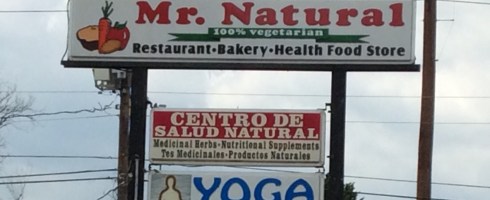 Mr. Natural
100% vegetarian
Restaurant • Bakery • Health Food Store
CENTRO DE
SALUD NATURAL
Medicinal Herbs • Nutritional Supplements
Tes Medicinales • Productos Naturales
YOGA